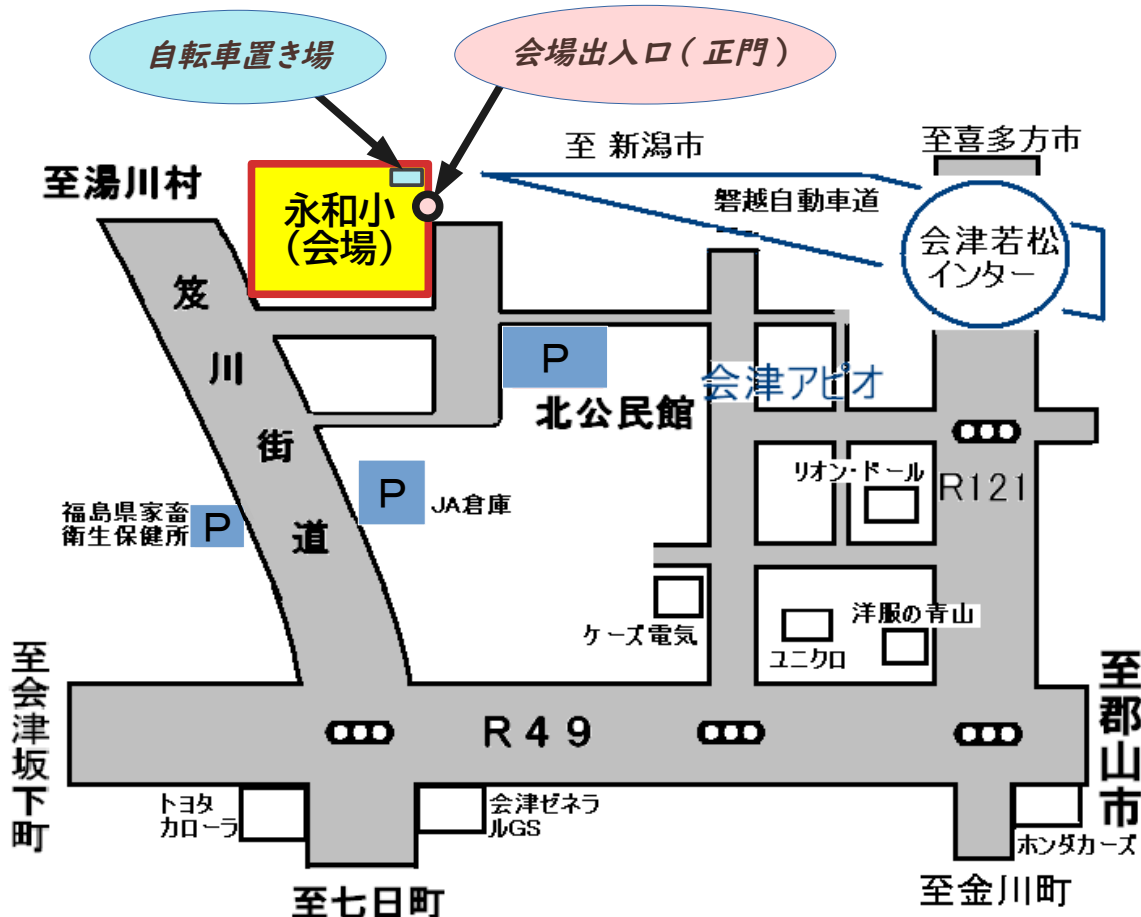 自転車置き場
会場出入口(正門)
至 新潟市
至喜多方市
至湯川村
永和小
(会場)
磐越自動車道
会津若松
インター
笈川街道
P
会津アピオ
北公民館
リオン・ドール
R121
P
JA倉庫
福島県家畜
衛生保健所
P
ケーズ電気
洋服の青山
ユニクロ
至会津坂下町
至郡山市
R49
トヨタ
カローラ
会津ゼネラ
ルGS
ホンダカーズ
至七日町
至金川町